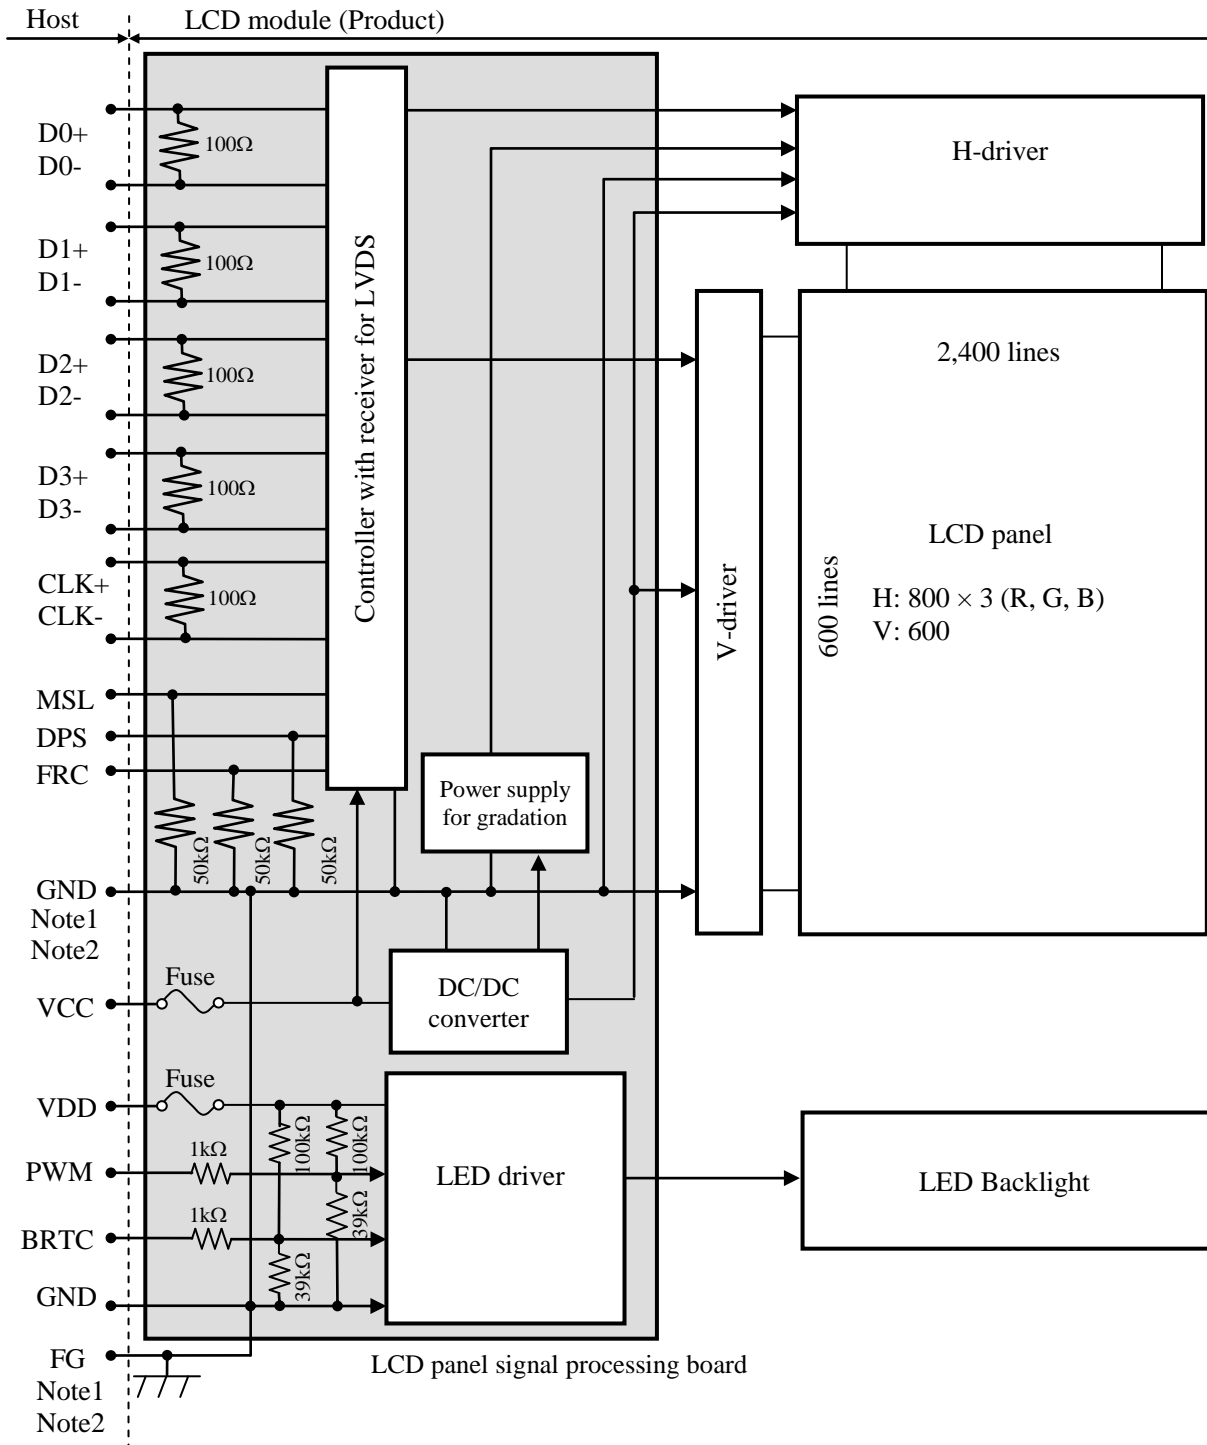 Host
LCD module (Product)
D0+
D0-
100Ω
D1+
D1-
100Ω
D2+
D2-
100Ω
D3+
D3-
100Ω
CLK+
CLK-
100Ω
MSL
DPS
FRC
50kΩ
50kΩ
50kΩ
GND
Note1
Note2
VCC
Fuse
VDD
Fuse
PWM
1kΩ
BRTC
1kΩ
100kΩ
100kΩ
39kΩ
39kΩ
GND
FG
Note1
Note2
Controller with receiver for LVDS
Power supply
for gradation
DC/DC
converter
LED driver
LCD panel signal processing board
H-driver
V-driver
2,400 lines
600 lines
LCD panel
H: 800 × 3 (R, G, B)
V: 600
LED Backlight